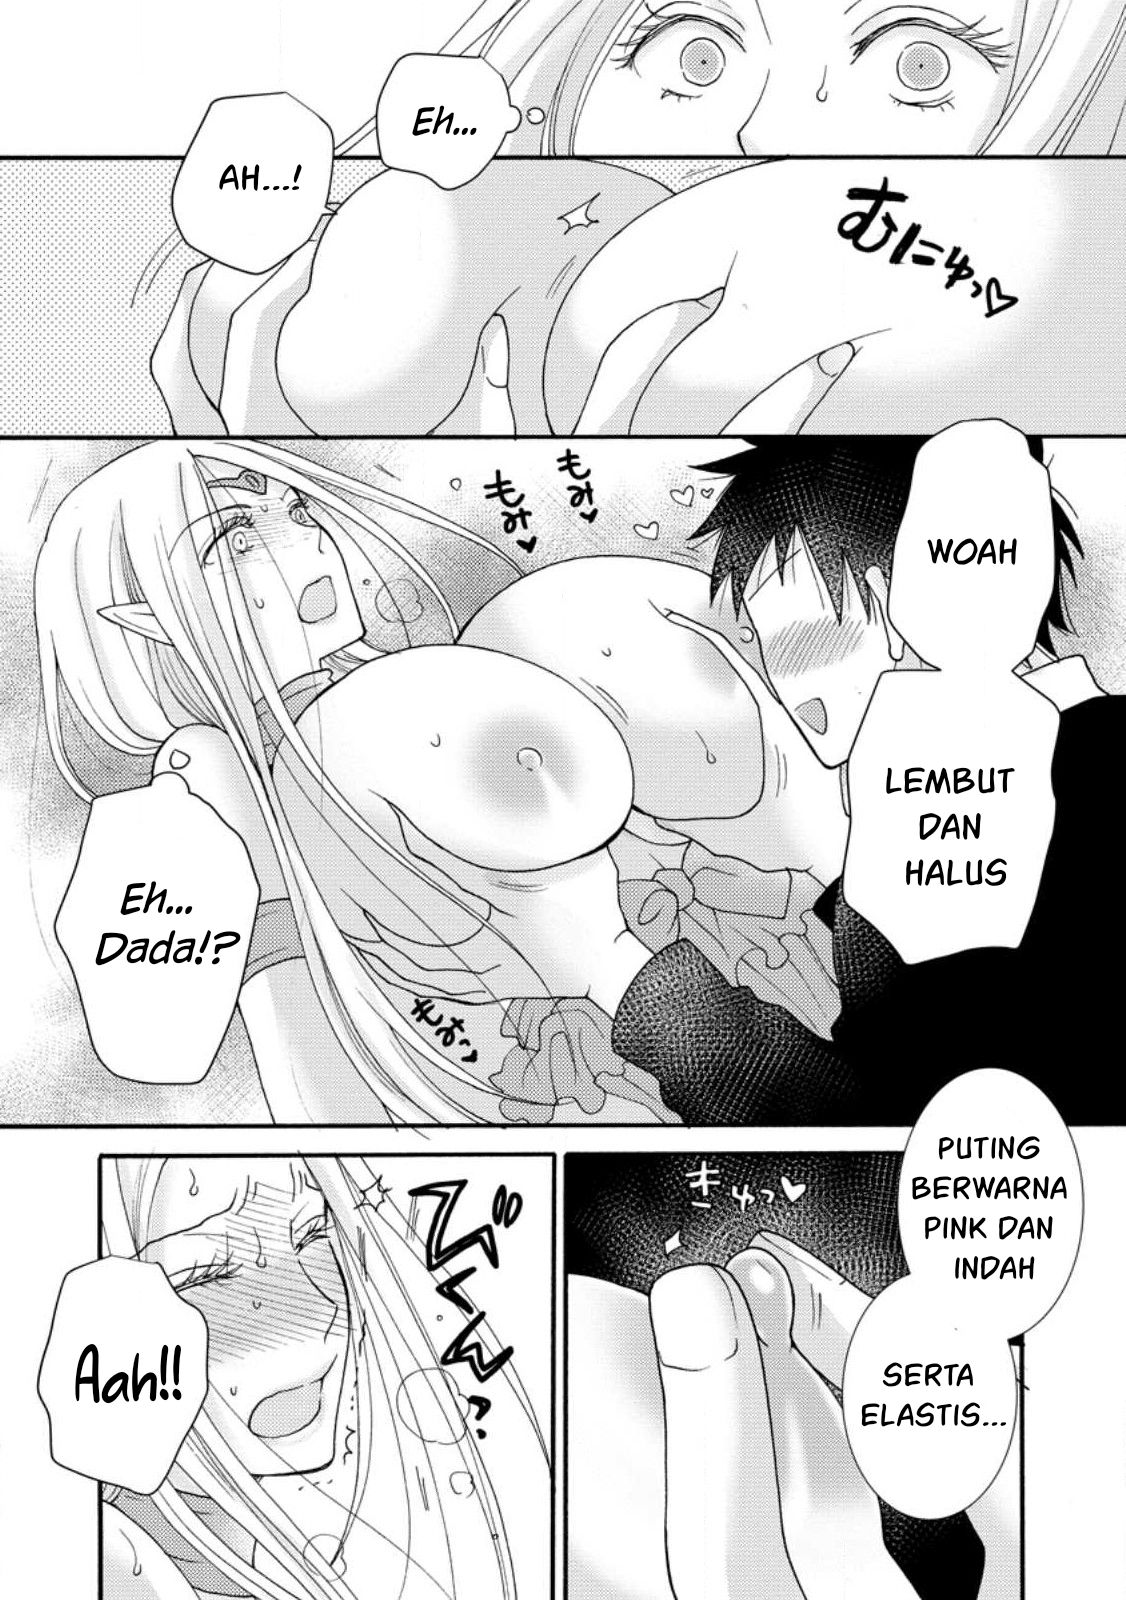 Eh...
AH...!
むにゅっ♡
WOAH
LEMBUT
DAN
HALUS
もみ♡
もみ♡
Eh...
Dada!?
もみっ♡
PUTING
BERWARNA
PINK DAN
INDAH
きゅっ♡
SERTA
ELASTIS...
Aah!!